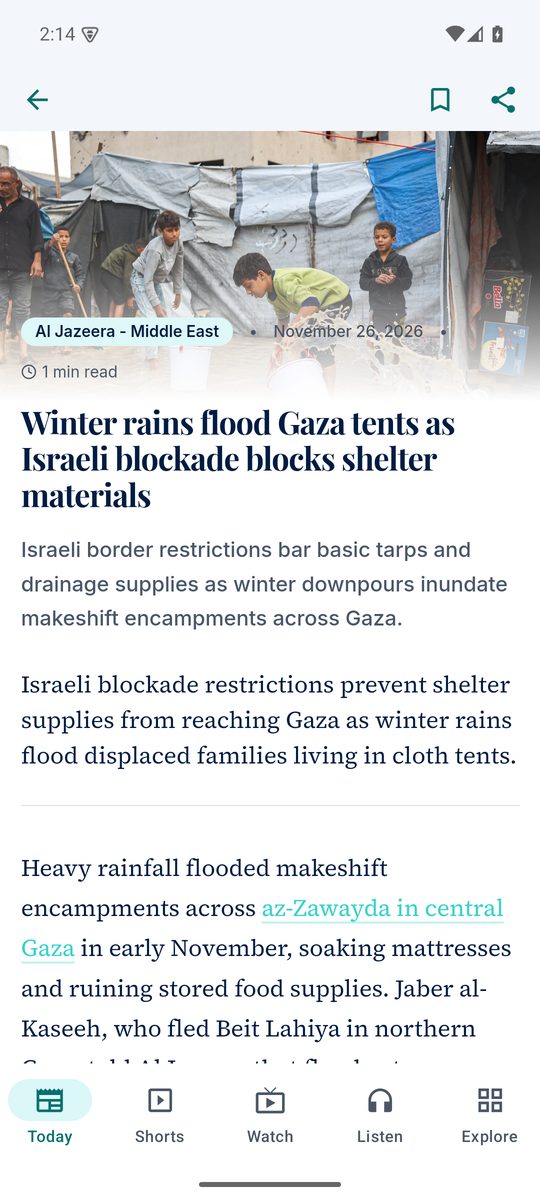 2:14
Al Jazeera - Middle East • November 26, 2026 •
1 min read
Winter rains flood Gaza tents as
Israeli blockade blocks shelter
materials
Israeli border restrictions bar basic tarps and
drainage supplies as winter downpours inundate
makeshift encampments across Gaza.
Israeli blockade restrictions prevent shelter
supplies from reaching Gaza as winter rains
flood displaced families living in cloth tents.
Heavy rainfall flooded makeshift
encampments across az-Zawayda in central
Gaza in early November, soaking mattresses
and ruining stored food supplies. Jaber al-
Kaseeh, who fled Beit Lahiya in northern
Today
Shorts
Watch
Listen
Explore